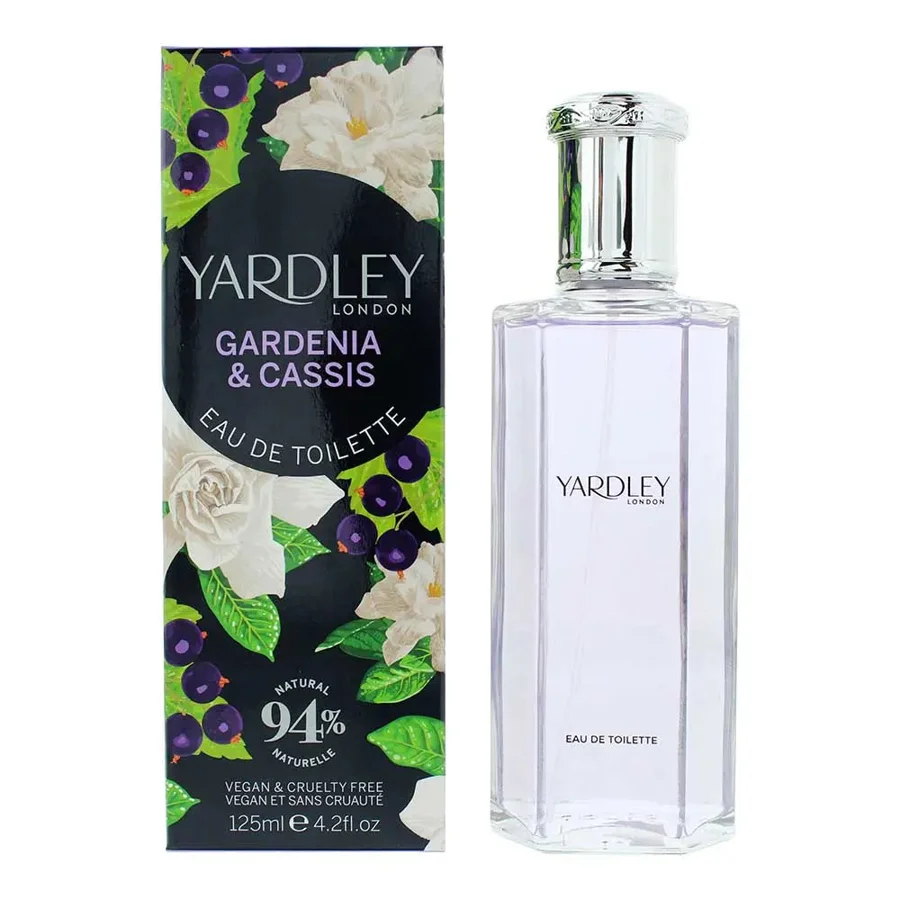 YARDLEY
LONDON
GARDENIA
& CASSIS
EAU DE TOILETTE
NATURAL
94%
NATURELLE
VEGAN & CRUELTY FREE
VEGAN ET SANS CRUAUTÉ
125ml ℮ 4.2fl.oz
YARDLEY
LONDON
EAU DE TOILETTE